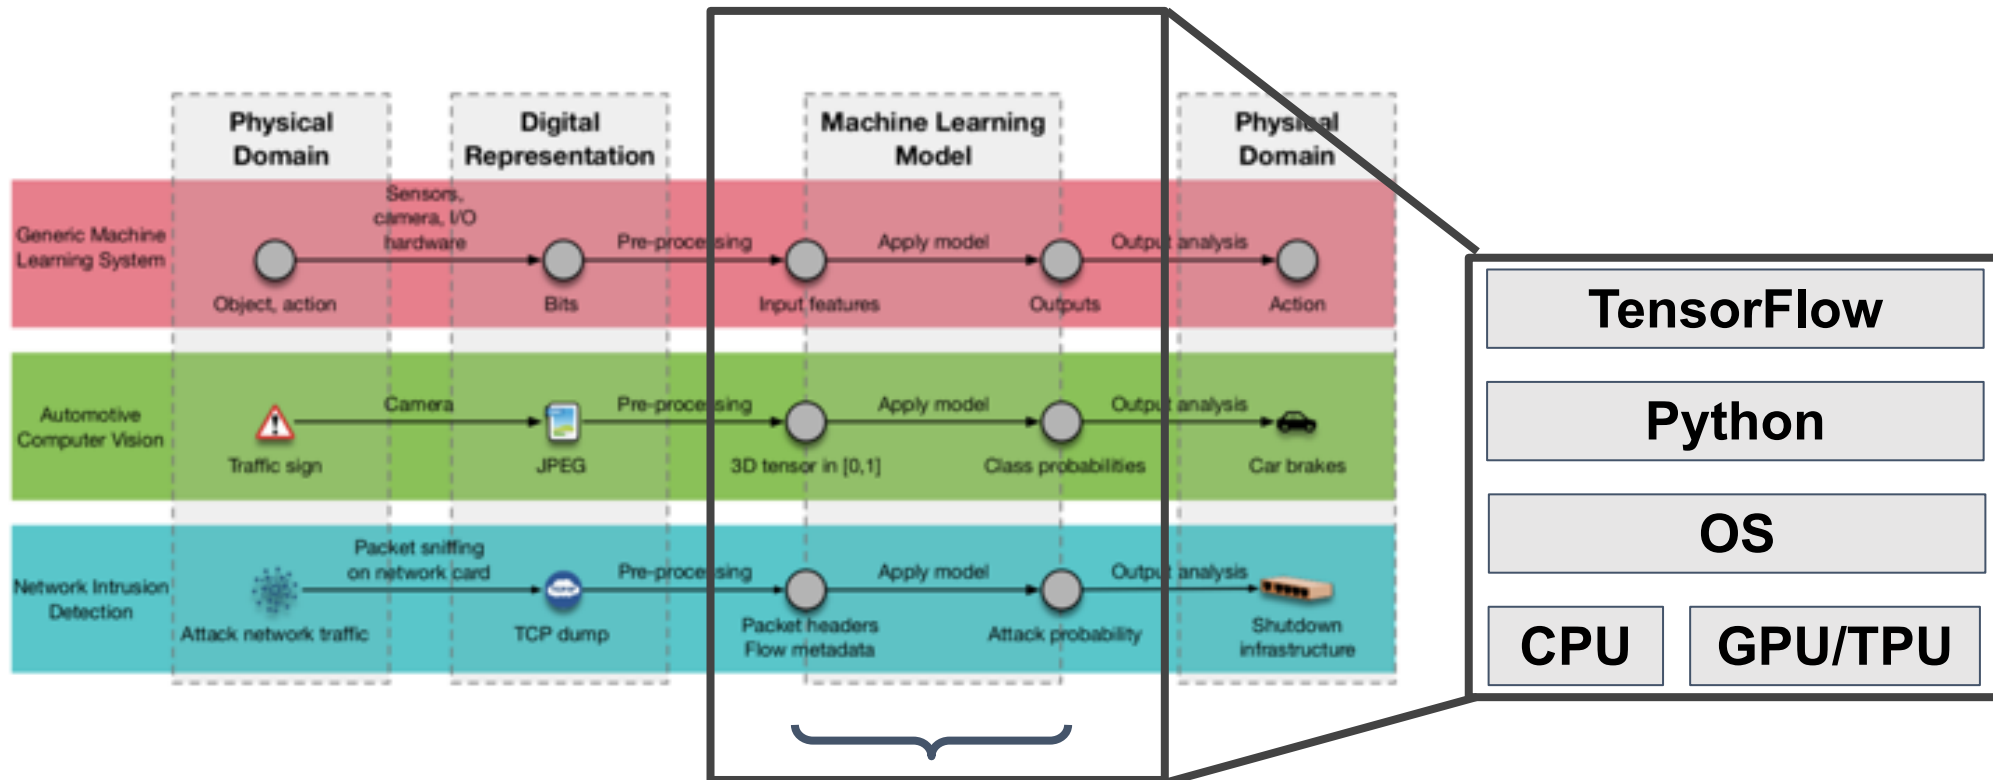 Physical
Domain
Digital
Representation
Machine Learning
Model
Physical
Domain
Generic Machine
Learning System
Sensors,
camera, I/O
hardware
Pre-processing
Apply model
Output analysis
Object, action
Bits
Input features
Outputs
Action
Automotive
Computer Vision
Camera
Pre-processing
Apply model
Output analysis
Traffic sign
JPEG
3D tensor in [0,1]
Class probabilities
Car brakes
Network Intrusion
Detection
Packet sniffing
on network card
Pre-processing
Apply model
Output analysis
Attack network traffic
TCP dump
Packet headers
Flow metadata
Attack probability
Shutdown
infrastructure
TensorFlow
Python
OS
CPU
GPU/TPU